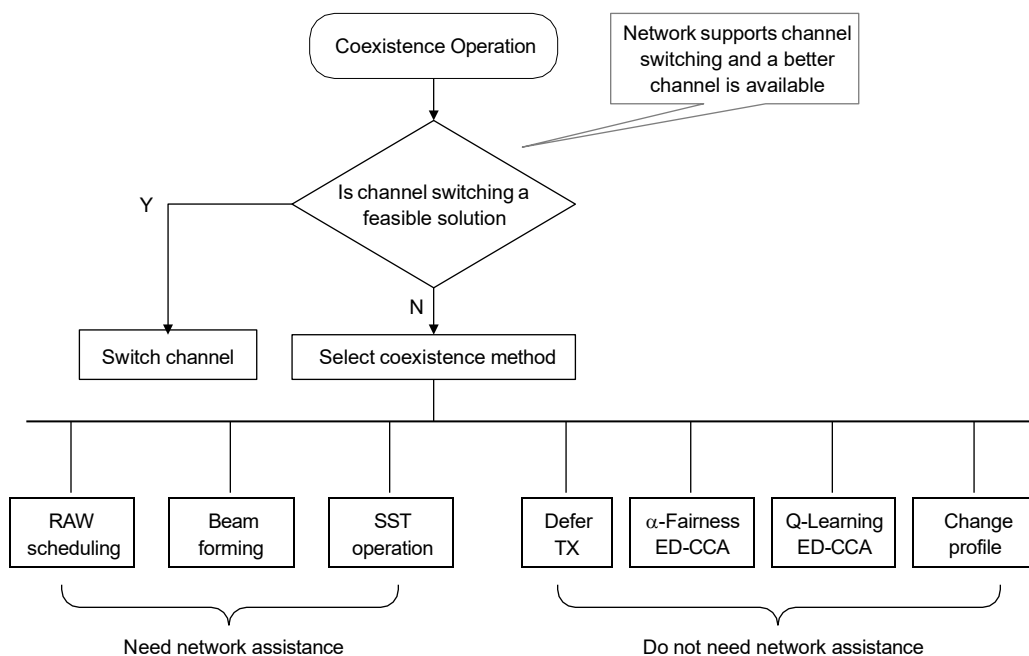 Coexistence Operation
Network supports channel
switching and a better
channel is available
Is channel switching a
feasible solution
Y
N
Switch channel
Select coexistence method
RAW
scheduling
Beam
forming
SST
operation
Defer
TX
α-Fairness
ED-CCA
Q-Learning
ED-CCA
Change
profile
Need network assistance
Do not need network assistance